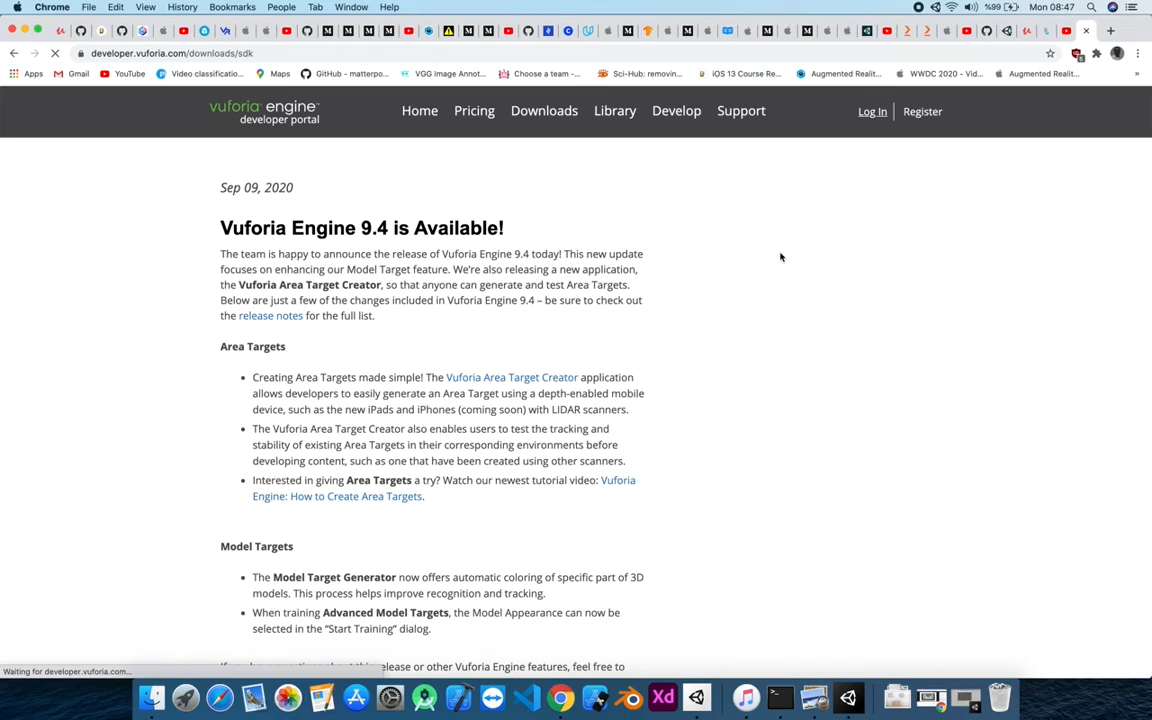 Chrome File Edit View History Bookmarks People Tab Window Help %99 Mon 08:47
developer.vuforia.com/downloads/sdk
Apps Gmail YouTube Video classificatio... Maps GitHub - matterpo... VGG Image Annot... Choose a team -... Sci-Hub: removin... iOS 13 Course Re... Augmented Realit... WWDC 2020 - Vid... Augmented Realit... »
vuforia engine™
developer portal
Home Pricing Downloads Library Develop Support Log In Register
Sep 09, 2020
Vuforia Engine 9.4 is Available!
The team is happy to announce the release of Vuforia Engine 9.4 today! This new update
focuses on enhancing our Model Target feature. We’re also releasing a new application,
the Vuforia Area Target Creator, so that anyone can generate and test Area Targets.
Below are just a few of the changes included in Vuforia Engine 9.4 – be sure to check out
the release notes for the full list.
Area Targets
• Creating Area Targets made simple! The Vuforia Area Target Creator application
allows developers to easily generate an Area Target using a depth-enabled mobile
device, such as the new iPads and iPhones (coming soon) with LIDAR scanners.
• The Vuforia Area Target Creator also enables users to test the tracking and
stability of existing Area Targets in their corresponding environments before
developing content, such as one that have been created using other scanners.
• Interested in giving Area Targets a try? Watch our newest tutorial video: Vuforia
Engine: How to Create Area Targets.
Model Targets
• The Model Target Generator now offers automatic coloring of specific part of 3D
models. This process helps improve recognition and tracking.
• When training Advanced Model Targets, the Model Appearance can now be
selected in the “Start Training” dialog.
release or other Vuforia Engine features, feel free to
Waiting for developer.vuforia.com...
Xd